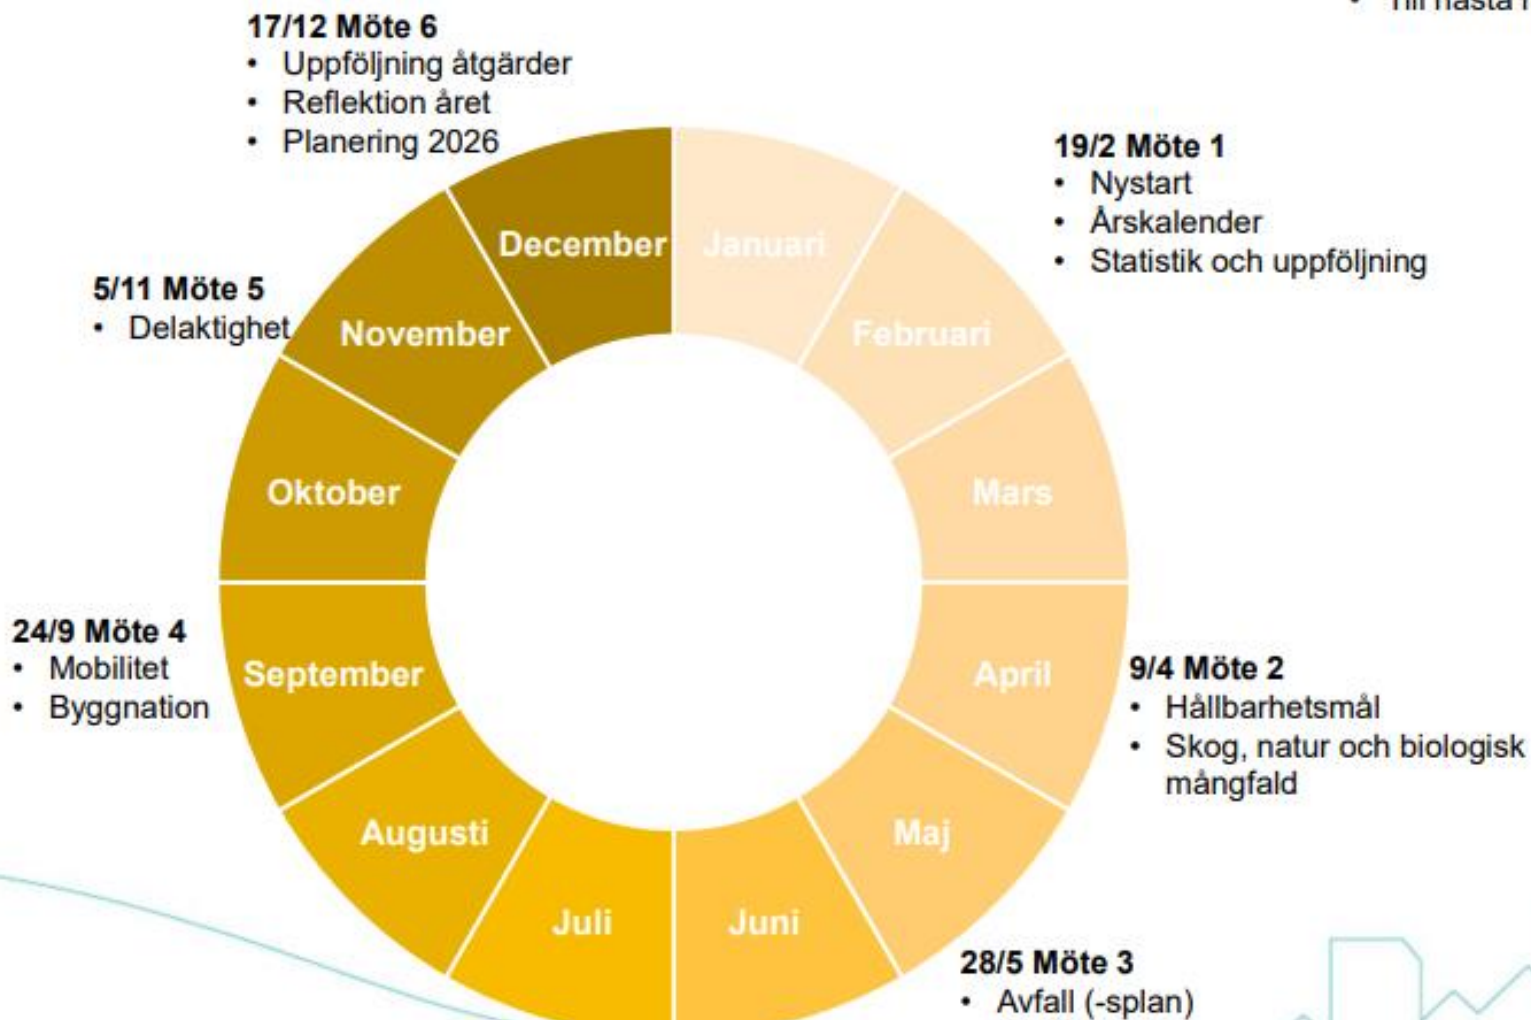 • Till nästa
17/12 Möte 6
• Uppföljning åtgärder
• Reflektion året
• Planering 2026
19/2 Möte 1
• Nystart
• Årskalender
• Statistik och uppföljning
5/11 Möte 5
• Delaktighet
24/9 Möte 4
• Mobilitet
• Byggnation
9/4 Möte 2
• Hållbarhetsmål
• Skog, natur och biologisk
mångfald
28/5 Möte 3
• Avfall (-splan)
Januari
Februari
Mars
April
Maj
Juni
Juli
Augusti
September
Oktober
November
December